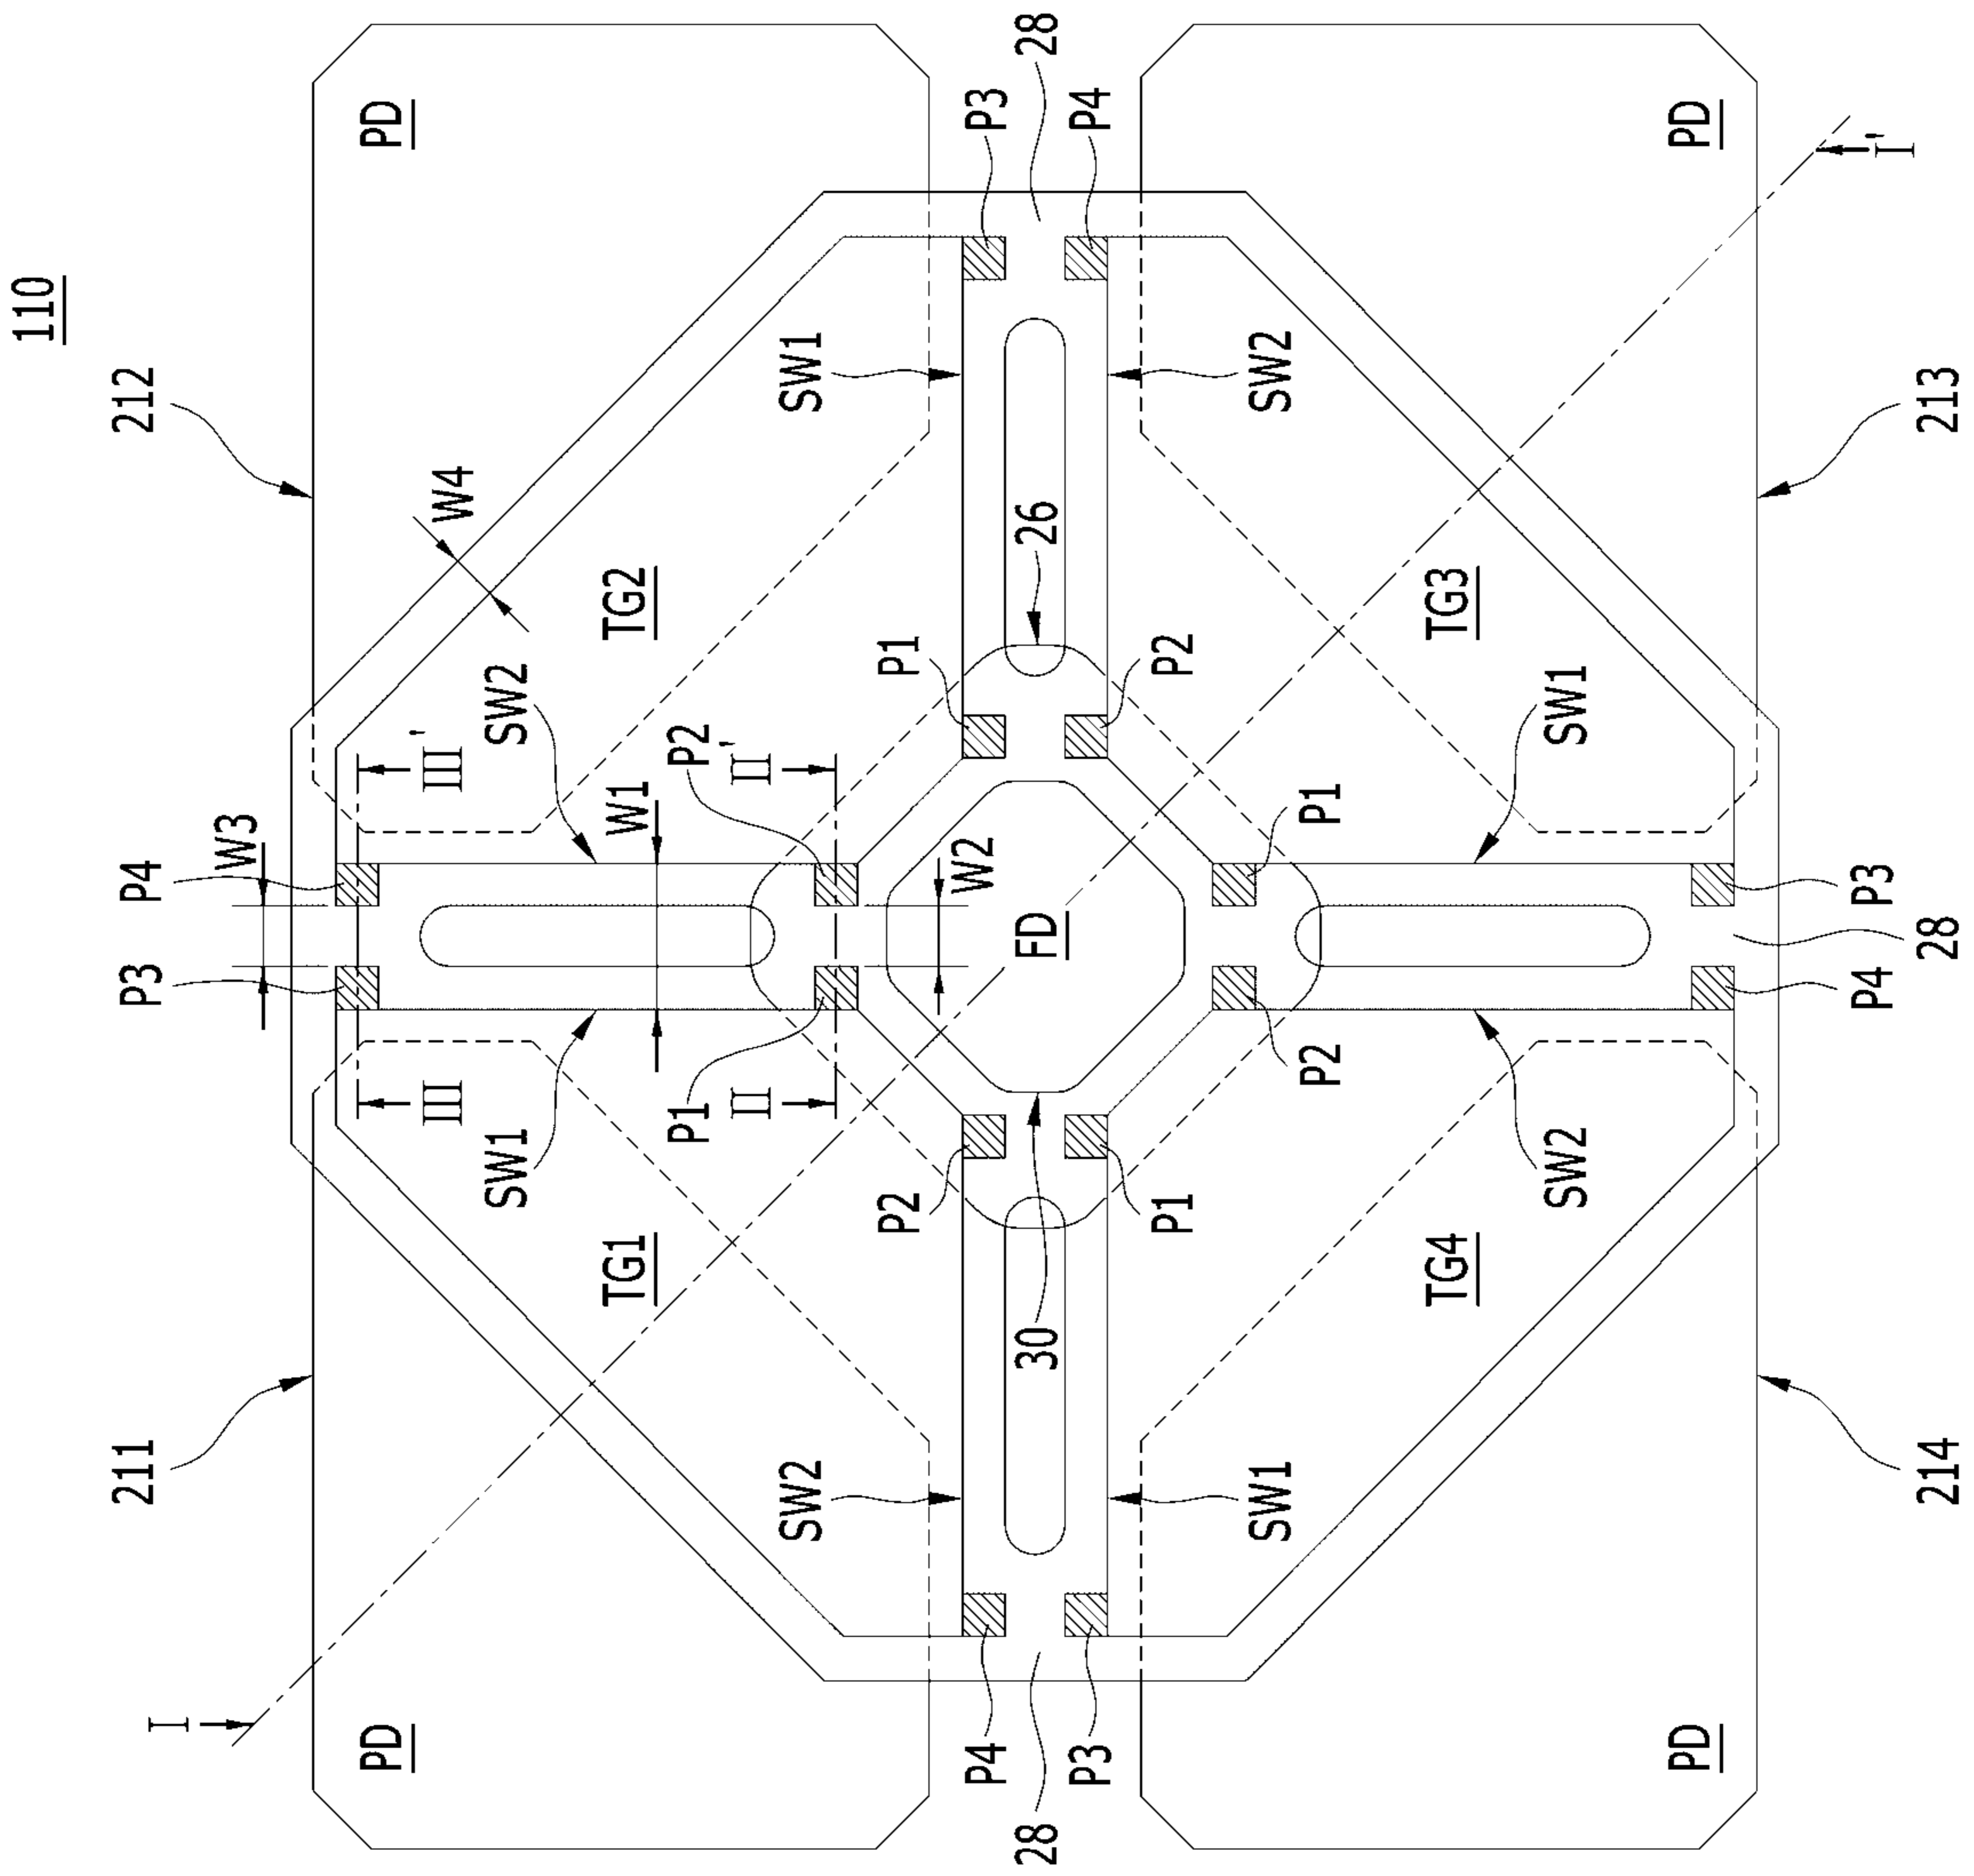 110
211
P3
P4
212
I
W3
PD
PD
III
III'
W4
SW1
SW2
TG1
W1
TG2
P1
P2
II
II'
SW2
SW1
P2
P1
W2
P4
P3
28
30
FD
26
28
P3
P4
P1
P2
SW1
SW2
P2
P1
TG4
TG3
SW2
SW1
PD
PD
P4
P3
I'
214
28
213